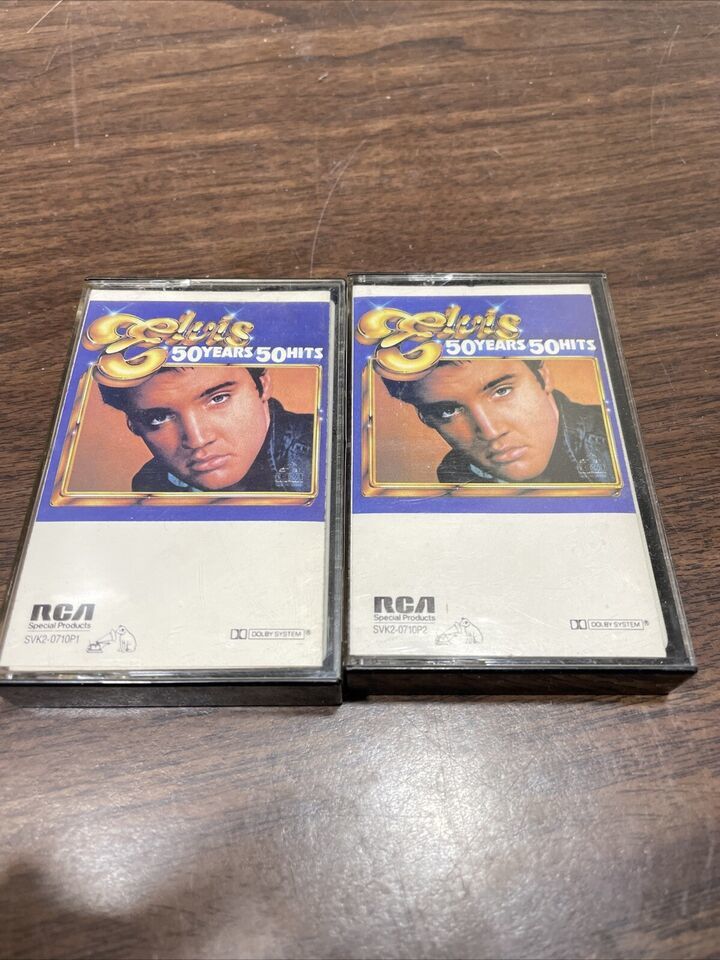 Elvis
50 YEARS 50 HITS
RCA
Special Products
SVK2-0710P1
DOLBY SYSTEM ®
Elvis
50 YEARS 50 HITS
RCA
Special Products
SVK2-0710P2
DOLBY SYSTEM ®